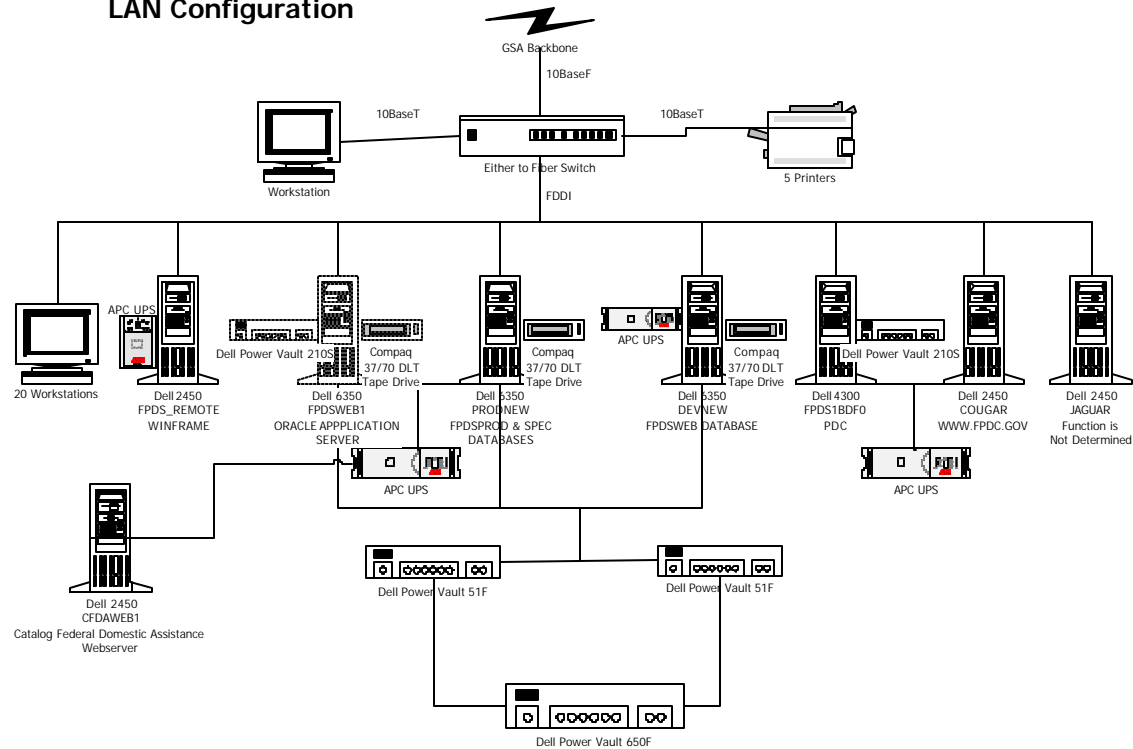 LAN Configuration
GSA Backbone
10BaseF
10BaseT
10BaseT
Either to Fiber Switch
Workstation
5 Printers
FDDI
APC UPS
APC UPS
Dell Power Vault 210S
Compaq
37/70 DLT
Tape Drive
Compaq
37/70 DLT
Tape Drive
Compaq
37/70 DLT
Tape Drive
Dell Power Vault 210S
20 Workstations
Dell 2450
FPDS_REMOTE
WINFRAME
Dell 6350
FPDSWEB1
ORACLE APPPLICATION
SERVER
Dell 6350
PRODNEW
FPDSPROD & SPEC
DATABASES
Dell 6350
DEVNEW
FPDSWEB DATABASE
Dell 4300
FPDS1BDF0
PDC
Dell 2450
COUGAR
WWW.FPDC.GOV
Dell 2450
JAGUAR
Function is
Not Determined
APC UPS
APC UPS
Dell Power Vault 51F
Dell Power Vault 51F
Dell 2450
CFDAWEB1
Catalog Federal Domestic Assistance
Webserver
Dell Power Vault 650F